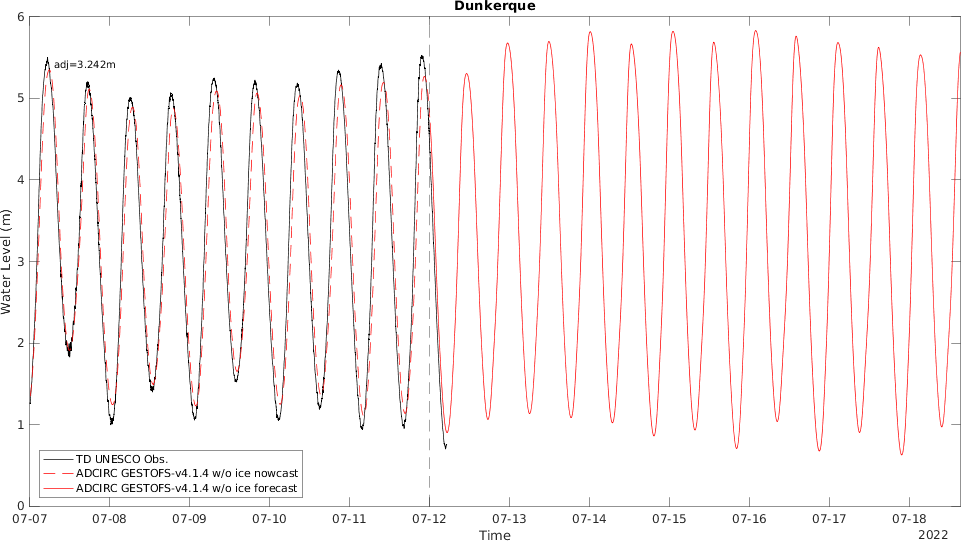 Dunkerque
6
adj=3.242m
5
4
3
2
1
0
Water Level (m)
TD UNESCO Obs.
ADCIRC GESTOFS-v4.1.4 w/o ice nowcast
ADCIRC GESTOFS-v4.1.4 w/o ice forecast
07-07 07-08 07-09 07-10 07-11 07-12 07-13 07-14 07-15 07-16 07-17 07-18
Time
2022